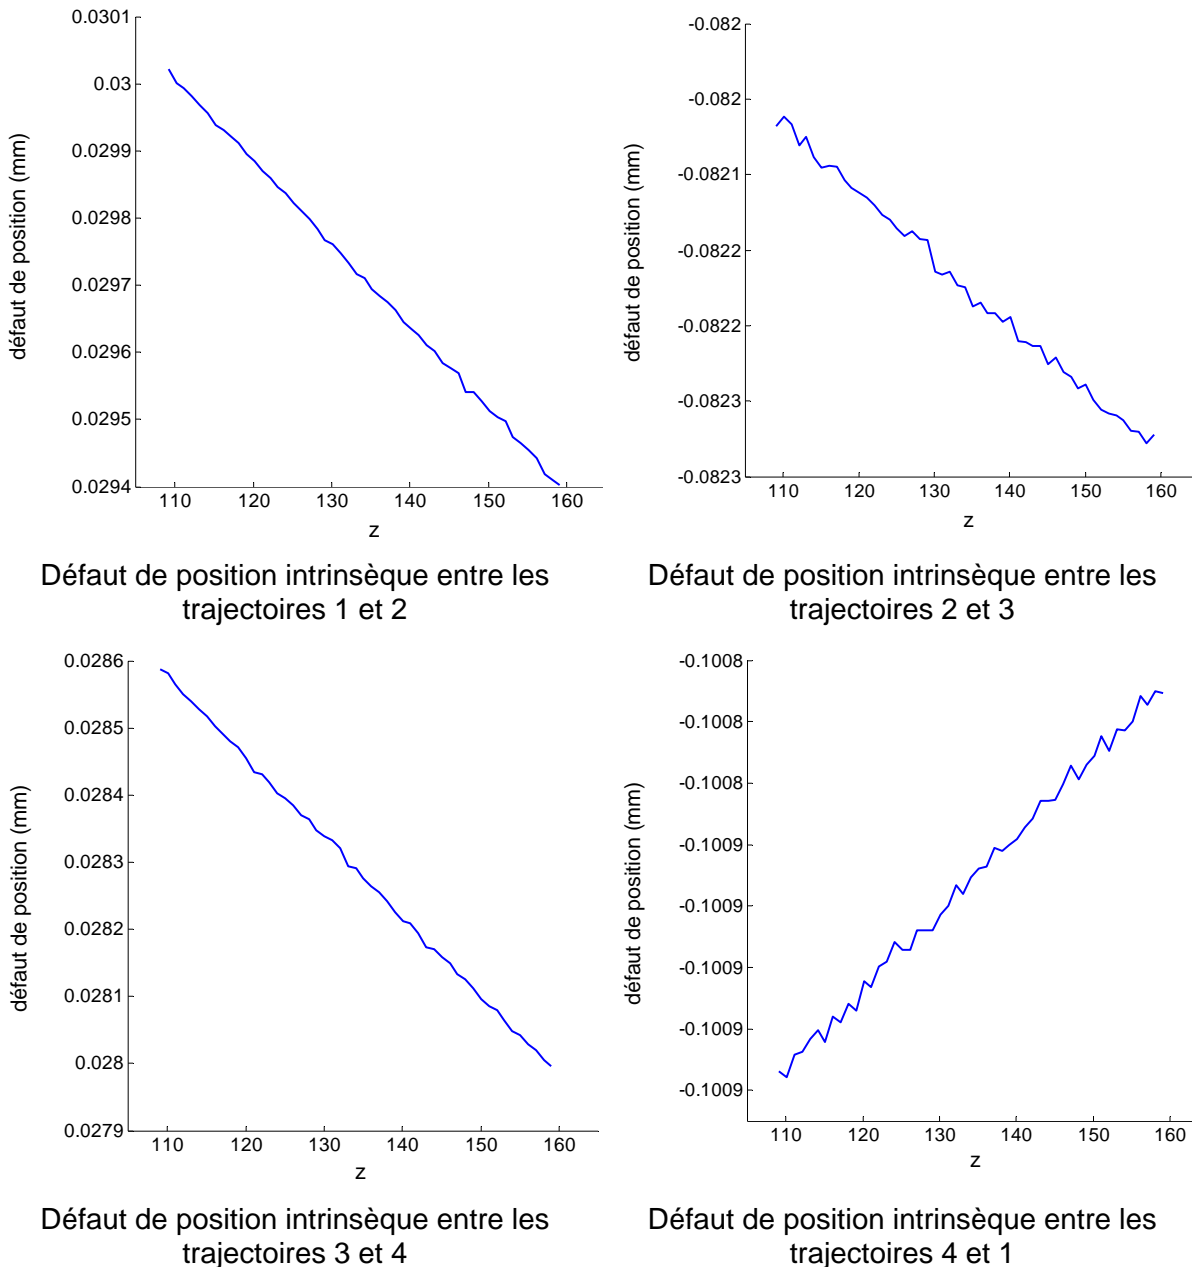 0.0301
0.03
0.0299
0.0298
0.0297
0.0296
0.0295
0.0294
110 120 130 140 150 160
z
défaut de position (mm)
Défaut de position intrinsèque entre les
trajectoires 1 et 2
-0.082
-0.082
-0.0821
-0.0822
-0.0822
-0.0823
-0.0823
110 120 130 140 150 160
z
défaut de position (mm)
Défaut de position intrinsèque entre les
trajectoires 2 et 3
0.0286
0.0285
0.0284
0.0283
0.0282
0.0281
0.028
0.0279
110 120 130 140 150 160
z
défaut de position (mm)
Défaut de position intrinsèque entre les
trajectoires 3 et 4
-0.1008
-0.1008
-0.1008
-0.1009
-0.1009
-0.1009
-0.1009
-0.1009
110 120 130 140 150 160
z
défaut de position (mm)
Défaut de position intrinsèque entre les
trajectoires 4 et 1